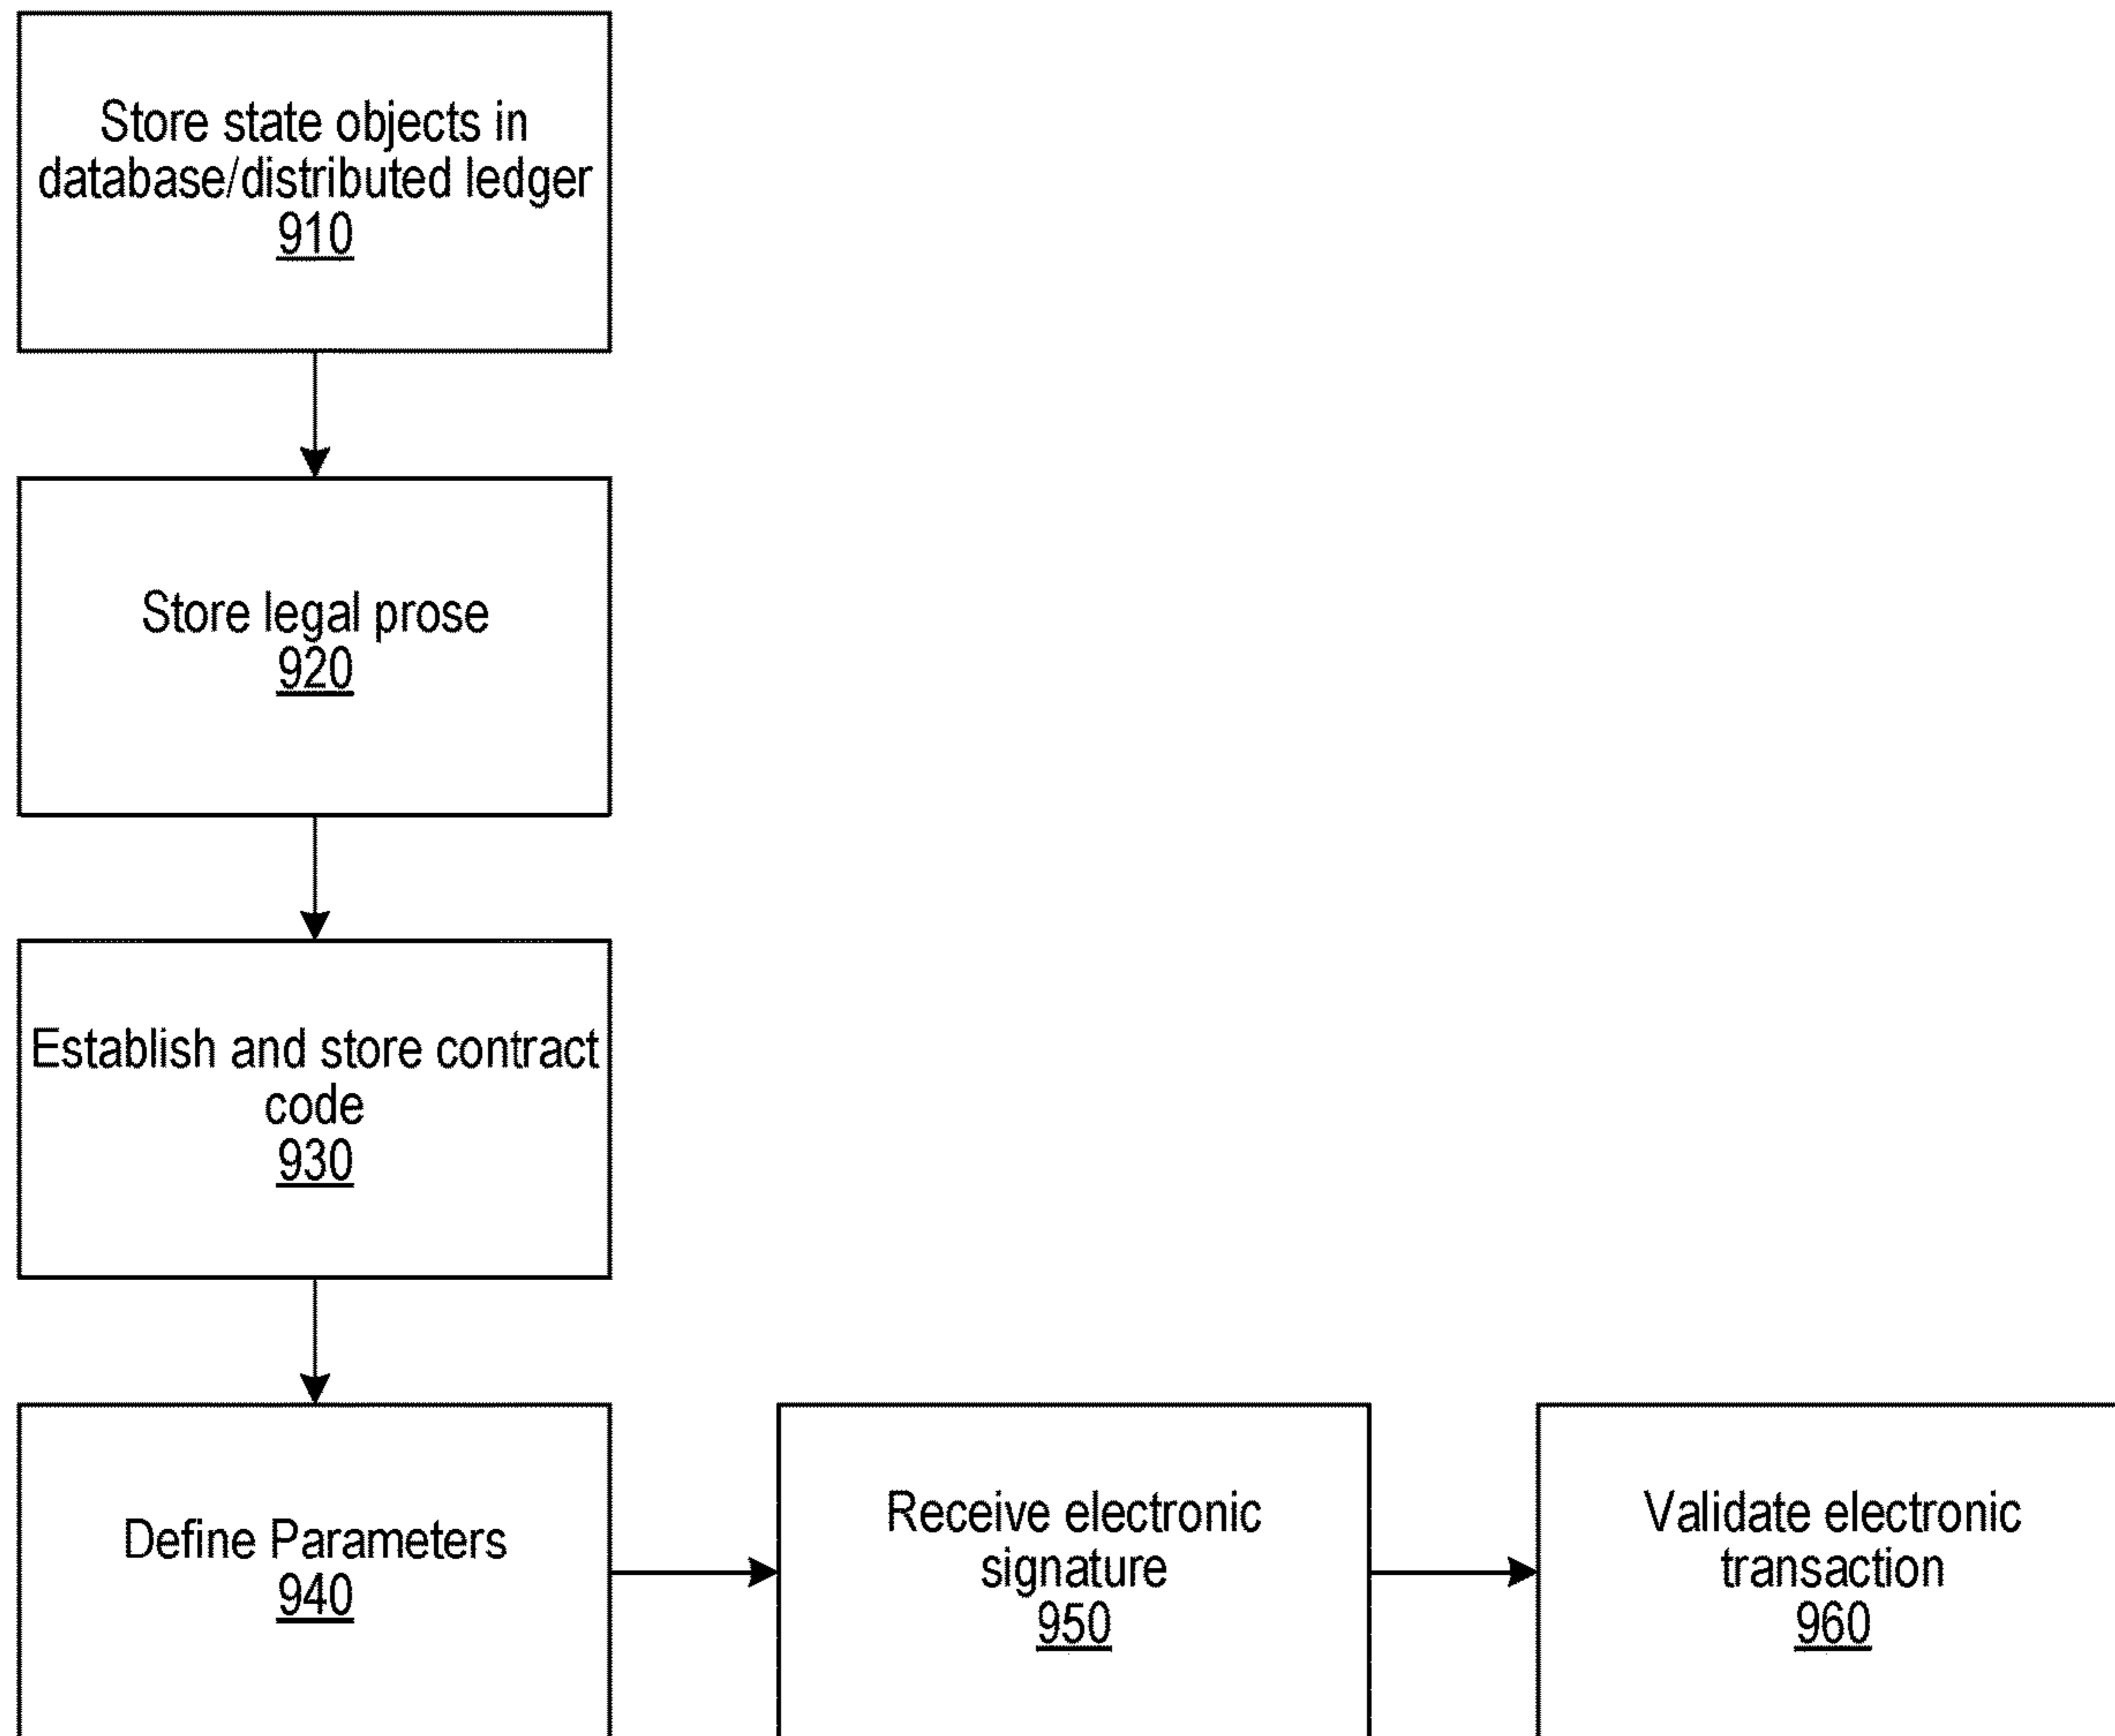 Store state objects in
database/distributed ledger
910
Store legal prose
920
Establish and store contract
code
930
Define Parameters
940
Receive electronic
signature
950
Validate electronic
transaction
960